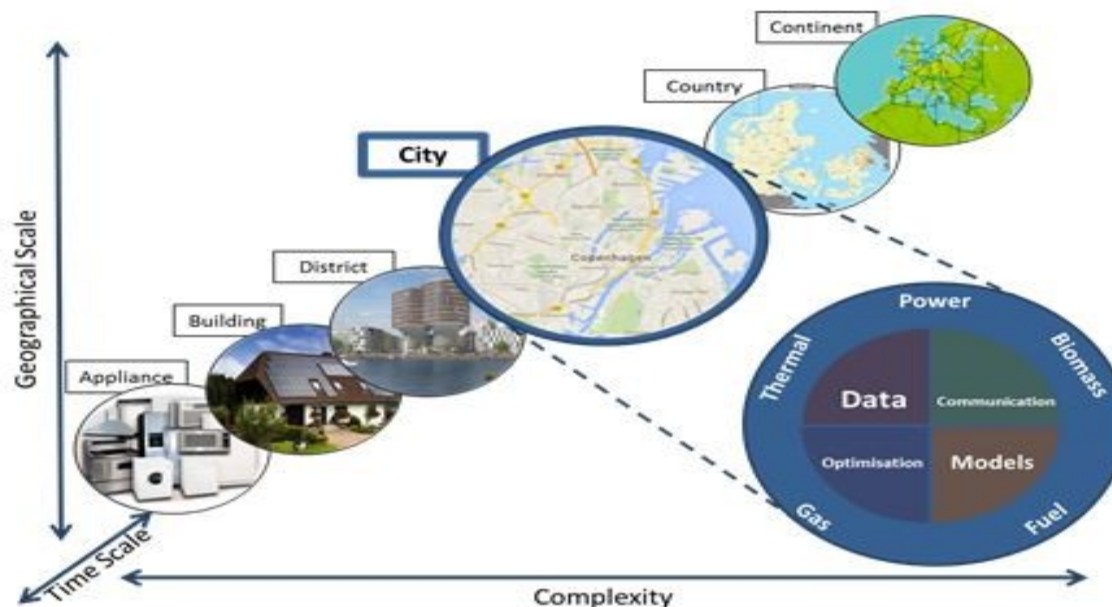 Continent
Country
City
District
Building
Appliance
Geographical Scale
Time Scale
Complexity
Copenhagen
Power
Thermal
Biomass
Data
Communication
Optimisation
Models
Gas
Fuel